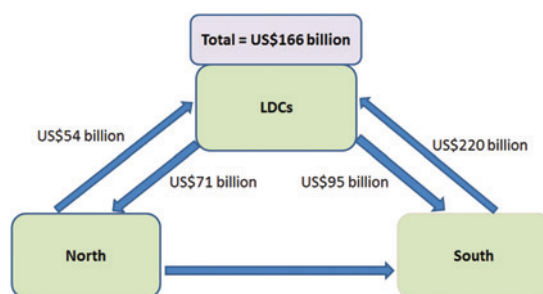 Total = US$166 billion
LDCs
US$54 billion
US$220 billion
US$71 billion
US$95 billion
North
South